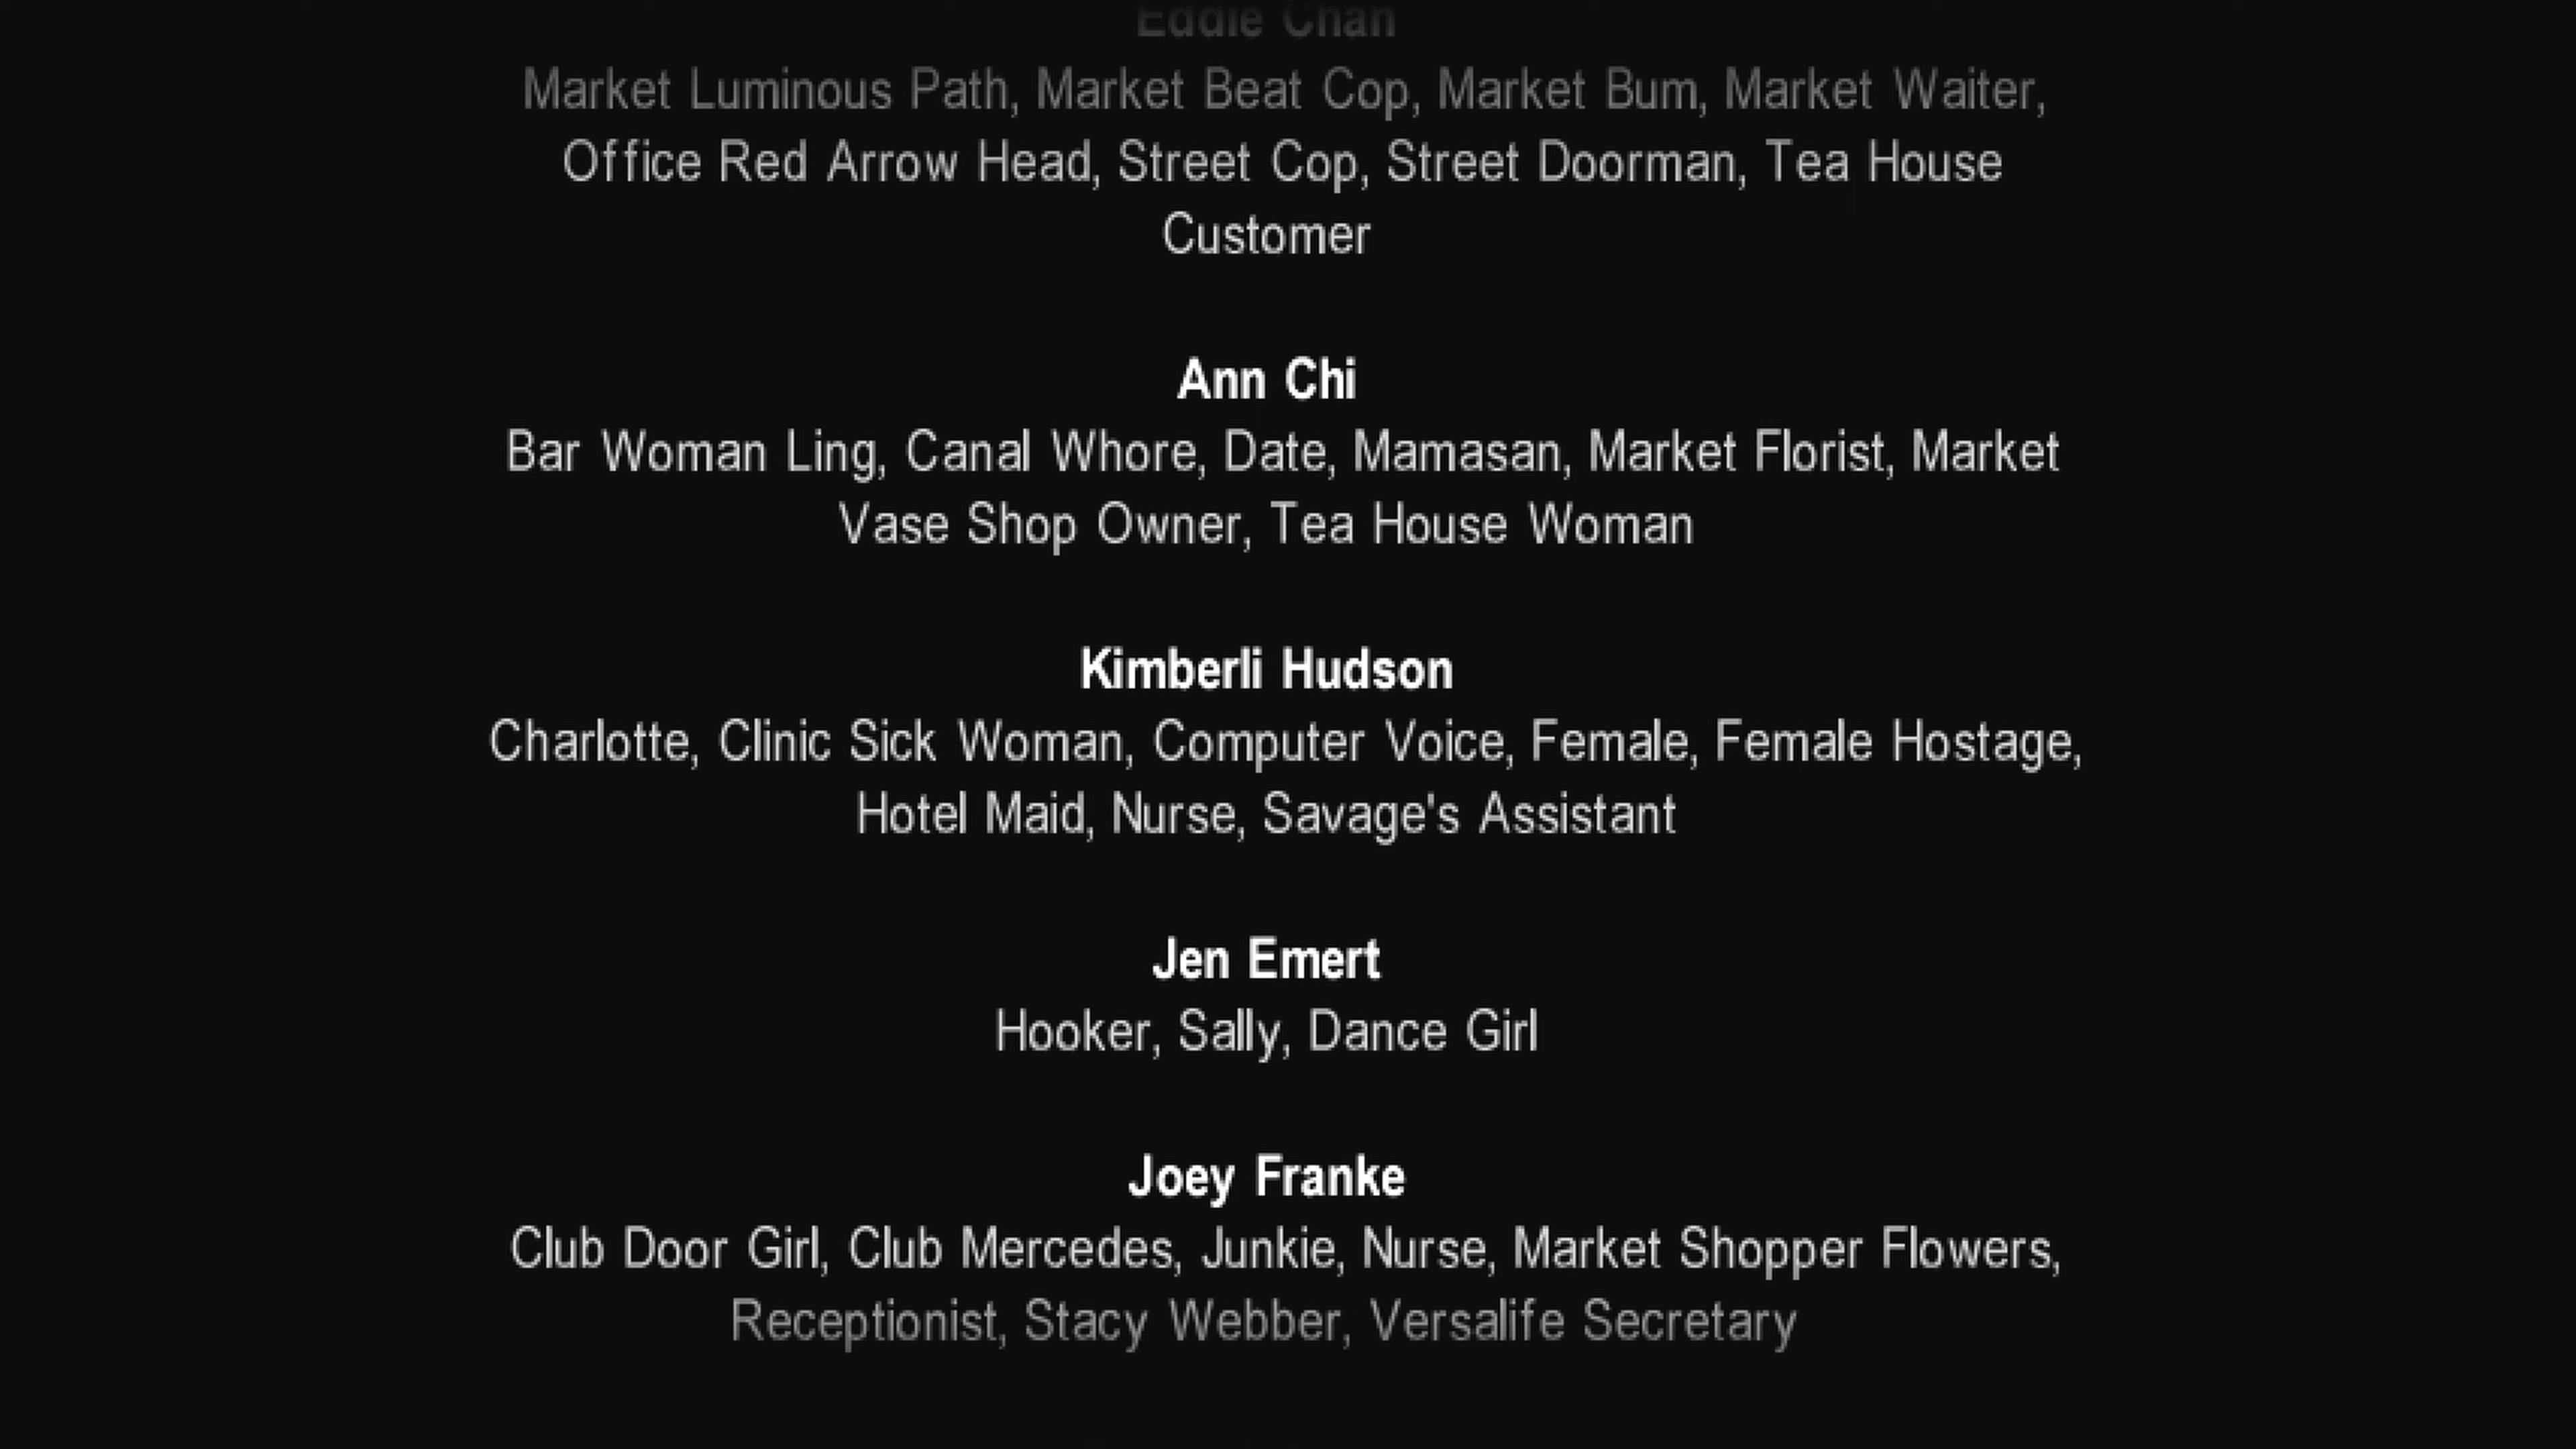 Eddie Chan
Market Luminous Path, Market Beat Cop, Market Bum, Market Waiter,
Office Red Arrow Head, Street Cop, Street Doorman, Tea House
Customer
Ann Chi
Bar Woman Ling, Canal Whore, Date, Mamasan, Market Florist, Market
Vase Shop Owner, Tea House Woman
Kimberli Hudson
Charlotte, Clinic Sick Woman, Computer Voice, Female, Female Hostage,
Hotel Maid, Nurse, Savage's Assistant
Jen Emert
Hooker, Sally, Dance Girl
Joey Franke
Club Door Girl, Club Mercedes, Junkie, Nurse, Market Shopper Flowers,
Receptionist, Stacy Webber, Versalife Secretary